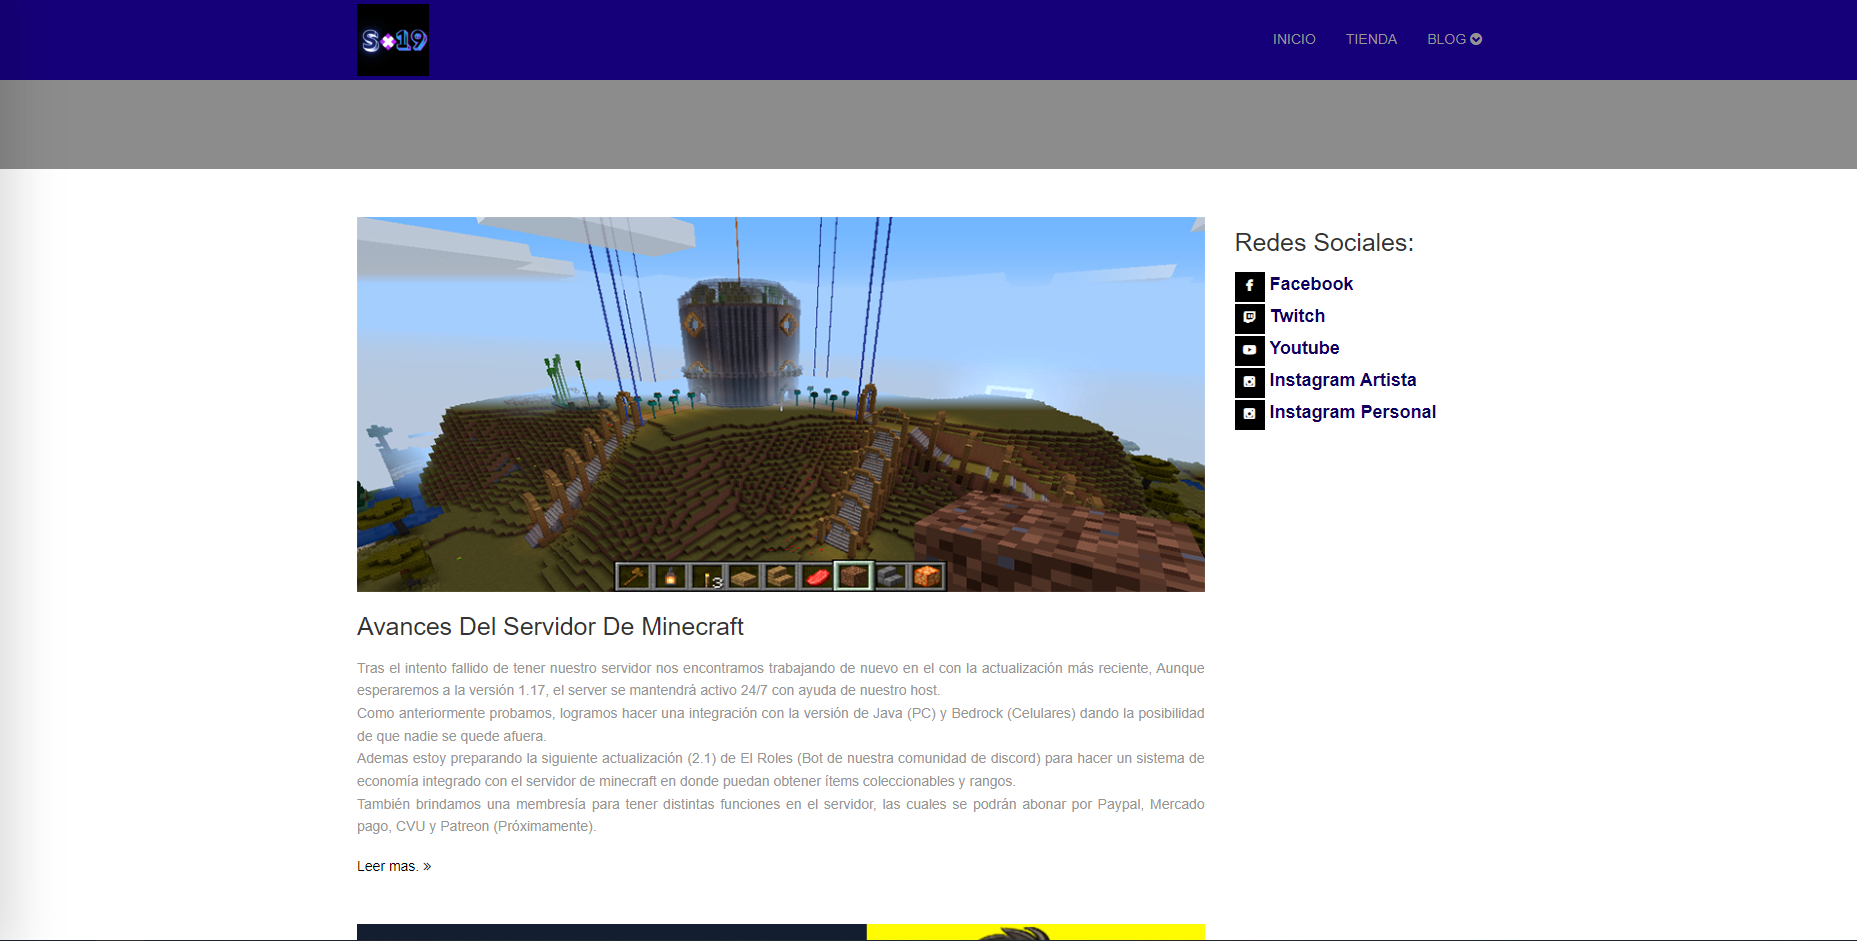 S×19
INICIO TIENDA BLOG
Redes Sociales:
Facebook
Twitch
Youtube
Instagram Artista
Instagram Personal
3
Avances Del Servidor De Minecraft
Tras el intento fallido de tener nuestro servidor nos encontramos trabajando de nuevo en el con la actualización más reciente, Aunque
esperaremos a la versión 1.17, el server se mantendrá activo 24/7 con ayuda de nuestro host.
Como anteriormente probamos, logramos hacer una integración con la versión de Java (PC) y Bedrock (Celulares) dando la posibilidad
de que nadie se quede afuera.
Ademas estoy preparando la siguiente actualización (2.1) de El Roles (Bot de nuestra comunidad de discord) para hacer un sistema de
economía integrado con el servidor de minecraft en donde puedan obtener ítems coleccionables y rangos.
También brindamos una membresía para tener distintas funciones en el servidor, las cuales se podrán abonar por Paypal, Mercado
pago, CVU y Patreon (Próximamente).
Leer mas. »